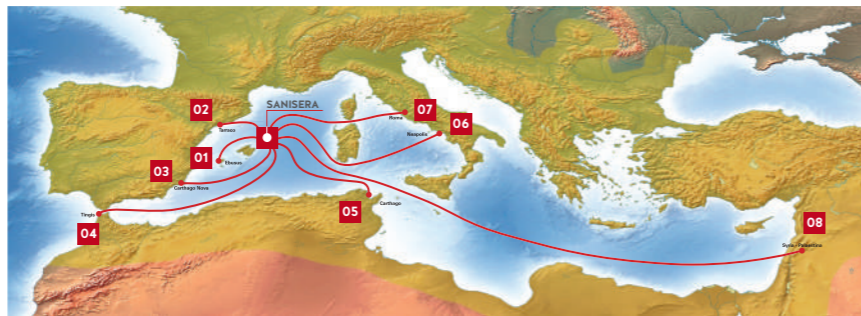 SANISERA
02
Tarraco
07
Roma
06
Neapolis
01
Ebusus
03
Carthago Nova
05
Carthago
04
Tingis
08
Syria - Palaestina